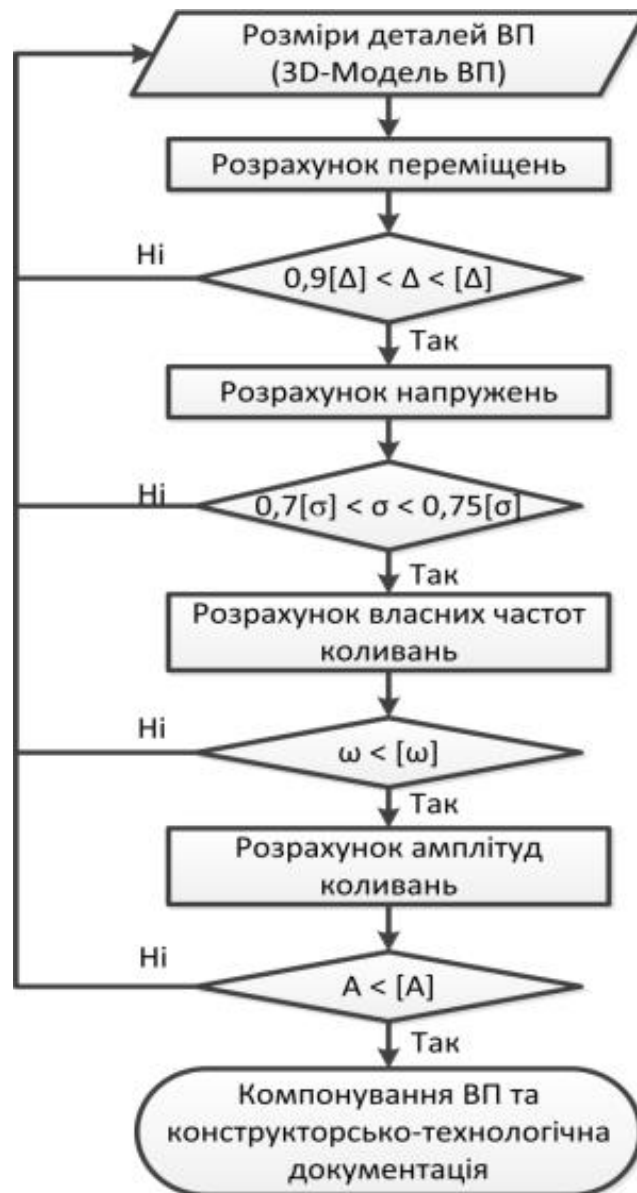 Розміри деталей ВП
(3D-Модель ВП)
Розрахунок переміщень
Ні
0,9[Δ] < Δ < [Δ]
Так
Розрахунок напружень
Ні
0,7[σ] < σ < 0,75[σ]
Так
Розрахунок власних частот
коливань
Ні
ω < [ω]
Так
Розрахунок амплітуд
коливань
Ні
A < [A]
Так
Компонування ВП та
конструкторсько-технологічна
документація